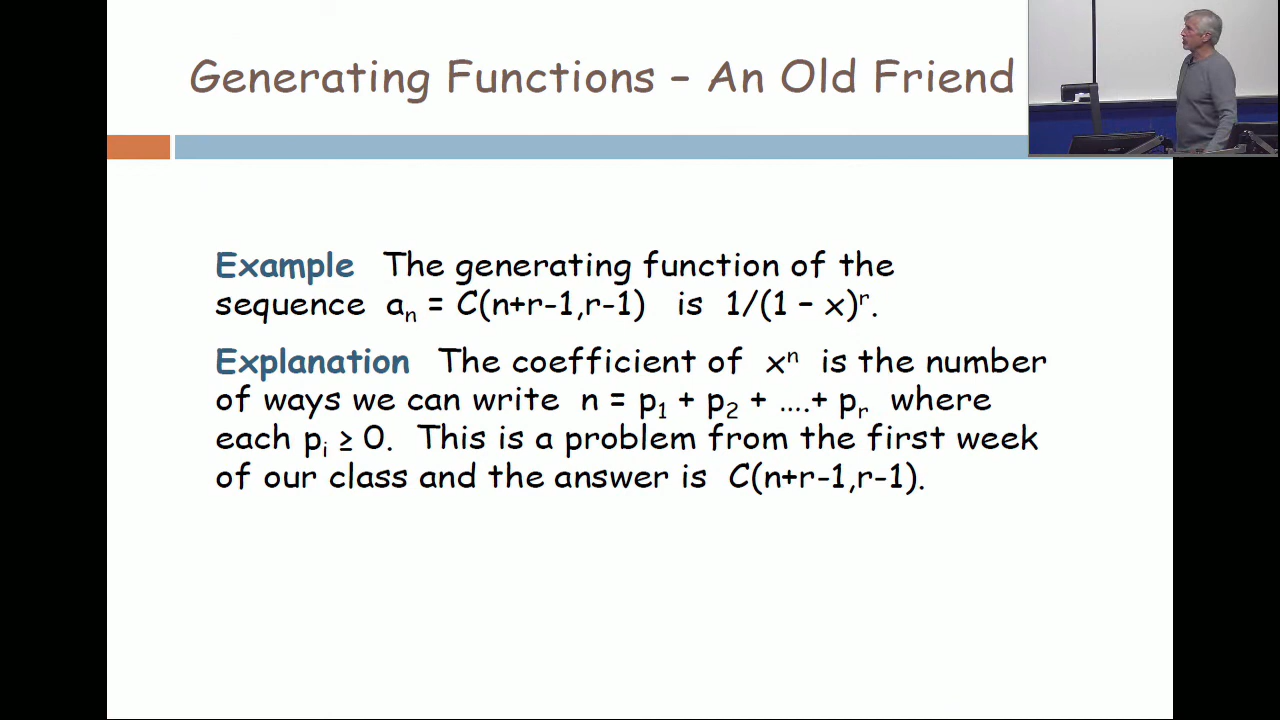 Generating Functions – An Old Friend
Example The generating function of the
sequence aₙ = C(n+r-1,r-1) is 1/(1 – x)ʳ.
Explanation The coefficient of xⁿ is the number
of ways we can write n = p₁ + p₂ + ....+ pᵣ where
each pᵢ ≥ 0. This is a problem from the first week
of our class and the answer is C(n+r-1,r-1).